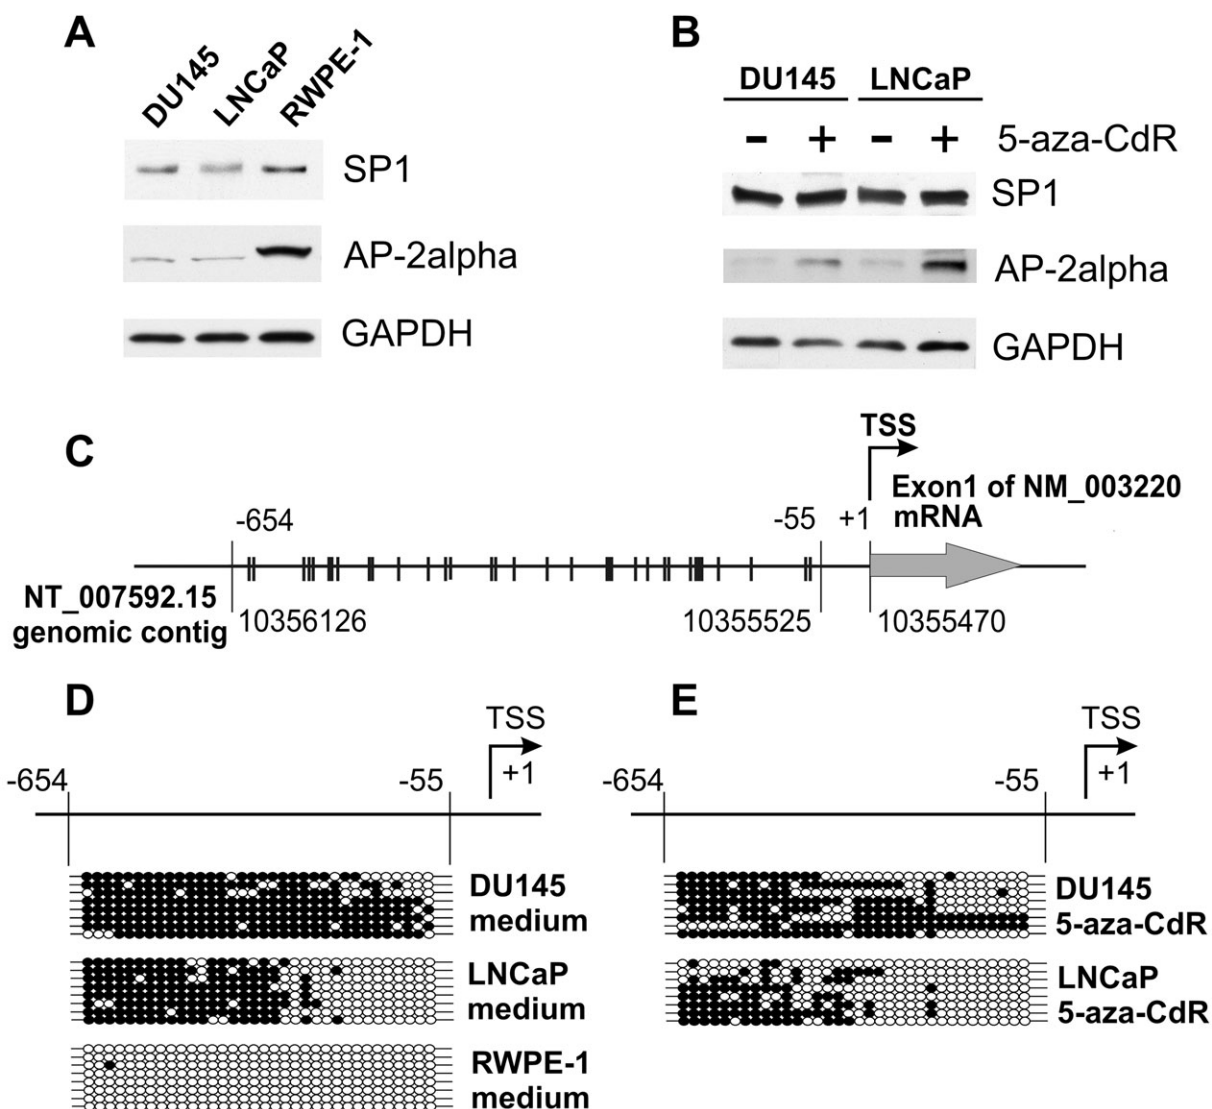 A
DU145 LNCaP RWPE-1
SP1
AP-2alpha
GAPDH
B
DU145 LNCaP
- + - + 5-aza-CdR
SP1
AP-2alpha
GAPDH
C
TSS
Exon1 of NM_003220
mRNA
-654 -55 +1
NT_007592.15
genomic contig
10356126 10355525 10355470
D
TSS
-654 -55 +1
DU145
medium
LNCaP
medium
RWPE-1
medium
E
TSS
-654 -55 +1
DU145
5-aza-CdR
LNCaP
5-aza-CdR